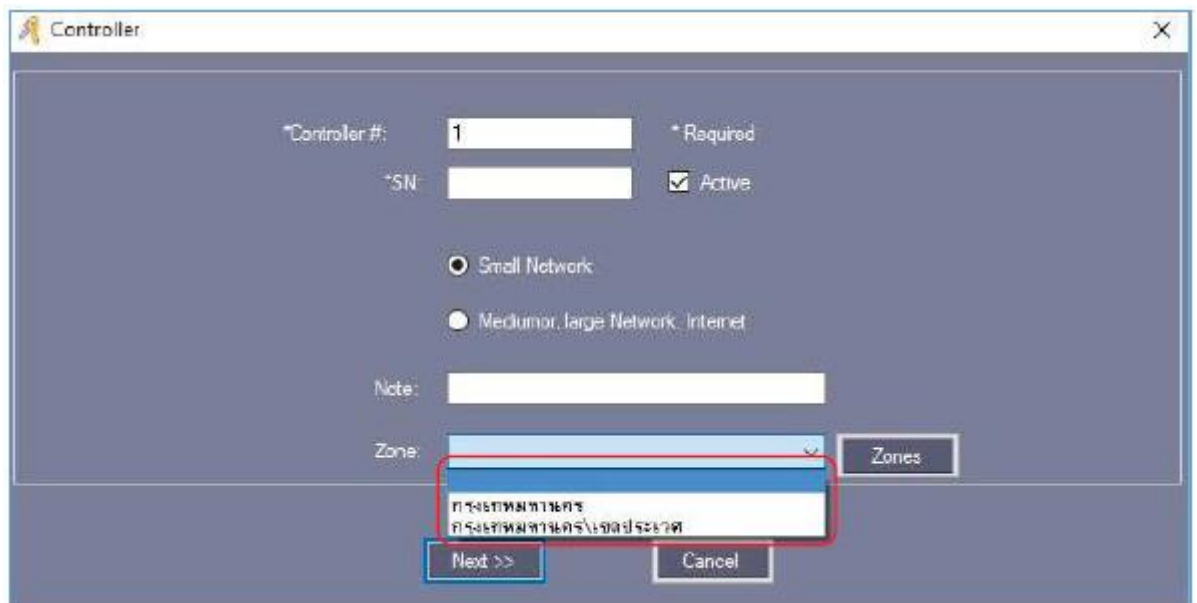 Controller
*Controller #: 1 * Required
*SN: Active
Small Network
Mediumor, large Network, Internet
Note:
Zone: Zones
กรุงเทพมหานคร
กรุงเทพมหานคร\เขตประเวศ
Next >> Cancel